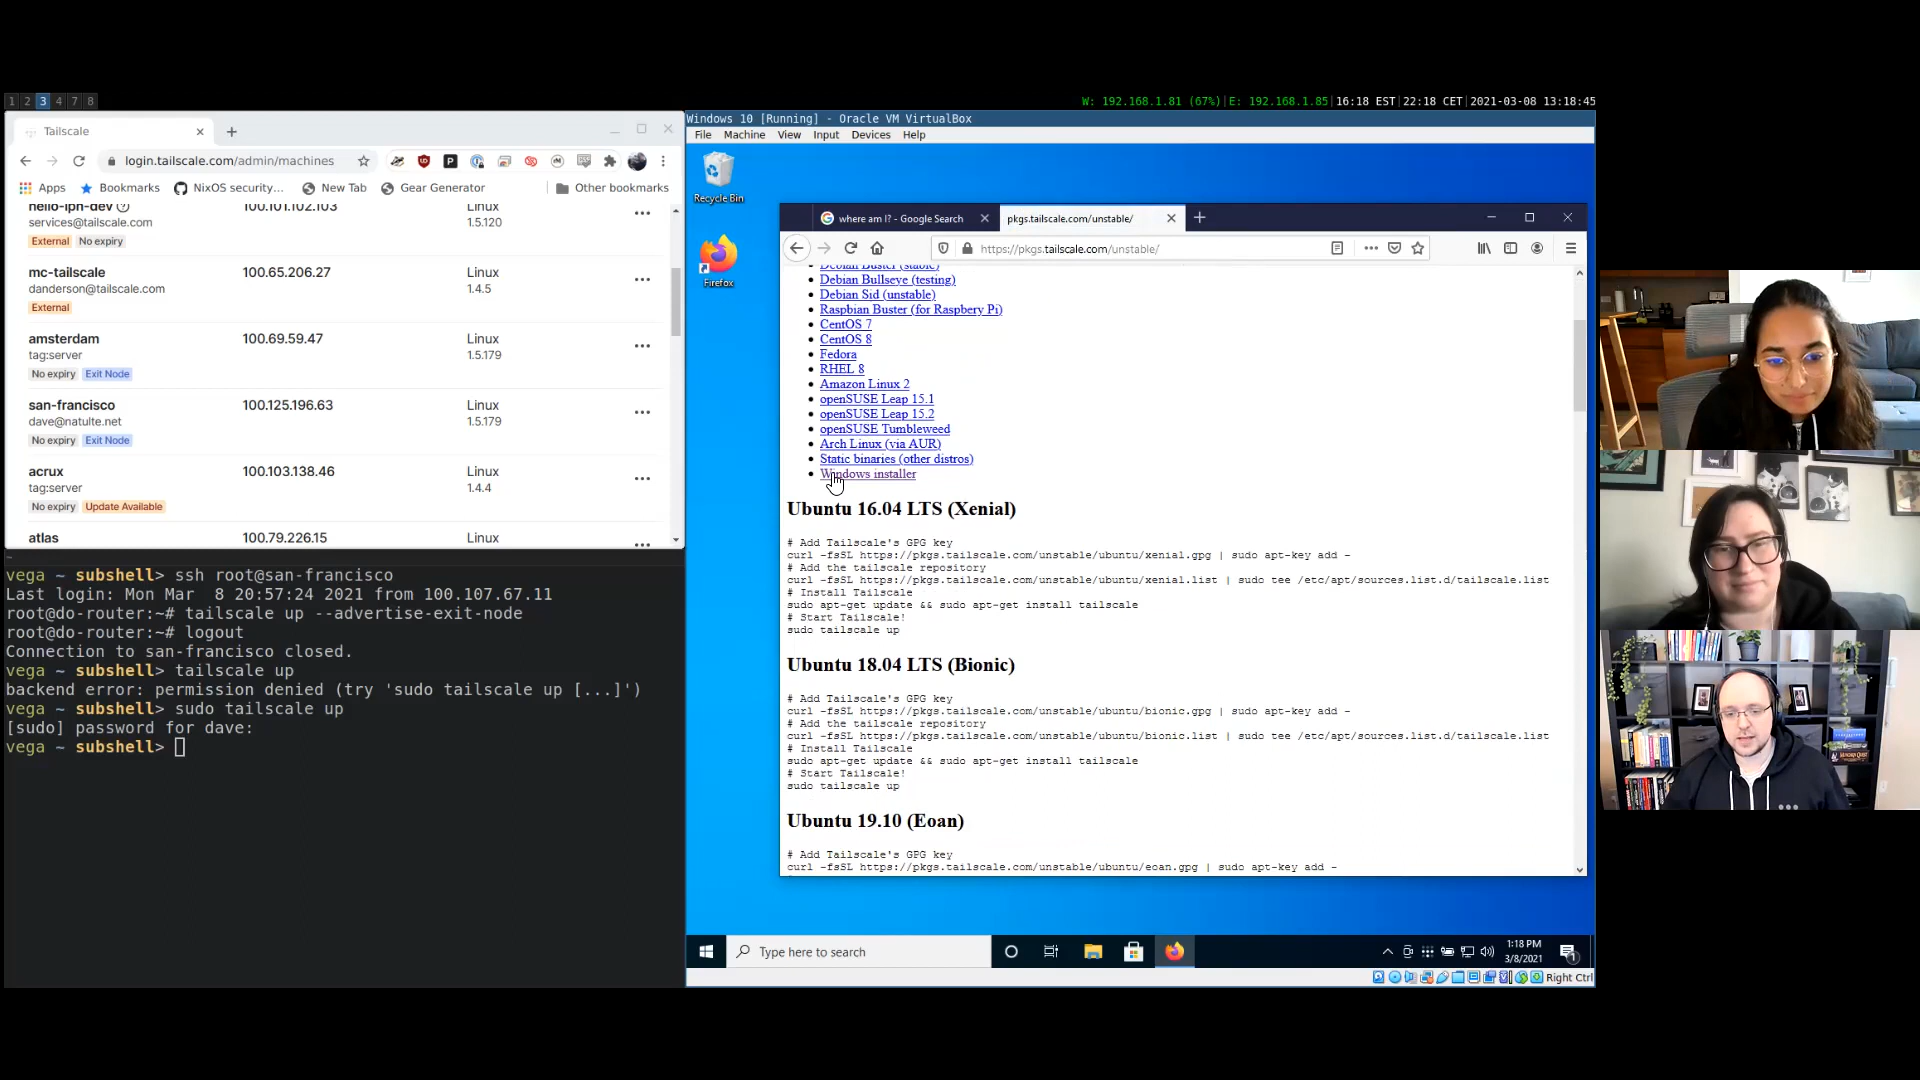 1 2 3 4 7 8
W: 192.168.1.81 (67%)|E: 192.168.1.85|16:18 EST|22:18 CET|2021-03-08 13:18:45
Tailscale
login.tailscale.com/admin/machines
Apps
Bookmarks
NixOS security...
New Tab
Gear Generator
Other bookmarks
hello-ipn-dev
100.101.102.103
Linux
services@tailscale.com
1.5.120
External
No expiry
mc-tailscale
100.65.206.27
Linux
danderson@tailscale.com
1.4.5
External
amsterdam
100.69.59.47
Linux
tag:server
1.5.179
No expiry
Exit Node
san-francisco
100.125.196.63
Linux
dave@natulte.net
1.5.179
No expiry
Exit Node
acrux
100.103.138.46
Linux
tag:server
1.4.4
No expiry
Update Available
atlas
100.79.226.15
Linux
~
vega ~ subshell> ssh root@san-francisco
Last login: Mon Mar  8 20:57:24 2021 from 100.107.67.11
root@do-router:~# tailscale up --advertise-exit-node
root@do-router:~# logout
Connection to san-francisco closed.
vega ~ subshell> tailscale up
backend error: permission denied (try 'sudo tailscale up [...]')
vega ~ subshell> sudo tailscale up
[sudo] password for dave:
vega ~ subshell>
Windows 10 [Running] - Oracle VM VirtualBox
File Machine View Input Devices Help
Recycle Bin
Firefox
where am I? - Google Search
pkgs.tailscale.com/unstable/
https://pkgs.tailscale.com/unstable/
Debian Buster (stable)
Debian Bullseye (testing)
Debian Sid (unstable)
Raspbian Buster (for Raspbery Pi)
CentOS 7
CentOS 8
Fedora
RHEL 8
Amazon Linux 2
openSUSE Leap 15.1
openSUSE Leap 15.2
openSUSE Tumbleweed
Arch Linux (via AUR)
Static binaries (other distros)
Windows installer
Ubuntu 16.04 LTS (Xenial)
# Add Tailscale's GPG key
curl -fsSL https://pkgs.tailscale.com/unstable/ubuntu/xenial.gpg | sudo apt-key add -
# Add the tailscale repository
curl -fsSL https://pkgs.tailscale.com/unstable/ubuntu/xenial.list | sudo tee /etc/apt/sources.list.d/tailscale.list
# Install Tailscale
sudo apt-get update && sudo apt-get install tailscale
# Start Tailscale!
sudo tailscale up
Ubuntu 18.04 LTS (Bionic)
# Add Tailscale's GPG key
curl -fsSL https://pkgs.tailscale.com/unstable/ubuntu/bionic.gpg | sudo apt-key add -
# Add the tailscale repository
curl -fsSL https://pkgs.tailscale.com/unstable/ubuntu/bionic.list | sudo tee /etc/apt/sources.list.d/tailscale.list
# Install Tailscale
sudo apt-get update && sudo apt-get install tailscale
# Start Tailscale!
sudo tailscale up
Ubuntu 19.10 (Eoan)
# Add Tailscale's GPG key
curl -fsSL https://pkgs.tailscale.com/unstable/ubuntu/eoan.gpg | sudo apt-key add -
Type here to search
1:18 PM
3/8/2021
1
Right Ctrl